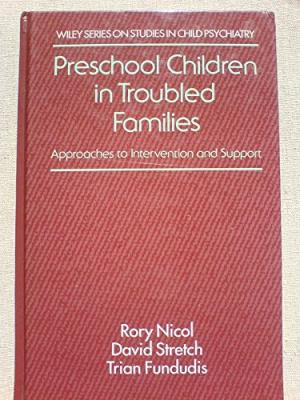 WILEY SERIES ON STUDIES IN CHILD PSYCHIATRY
Preschool Children
in Troubled
Families
Approaches to Intervention and Support
Rory Nicol
David Stretch
Trian Fundudis